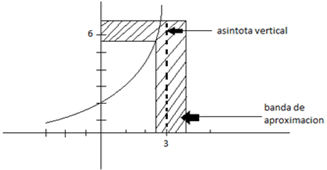 asintota vertical
6
banda de
aproximacion
3